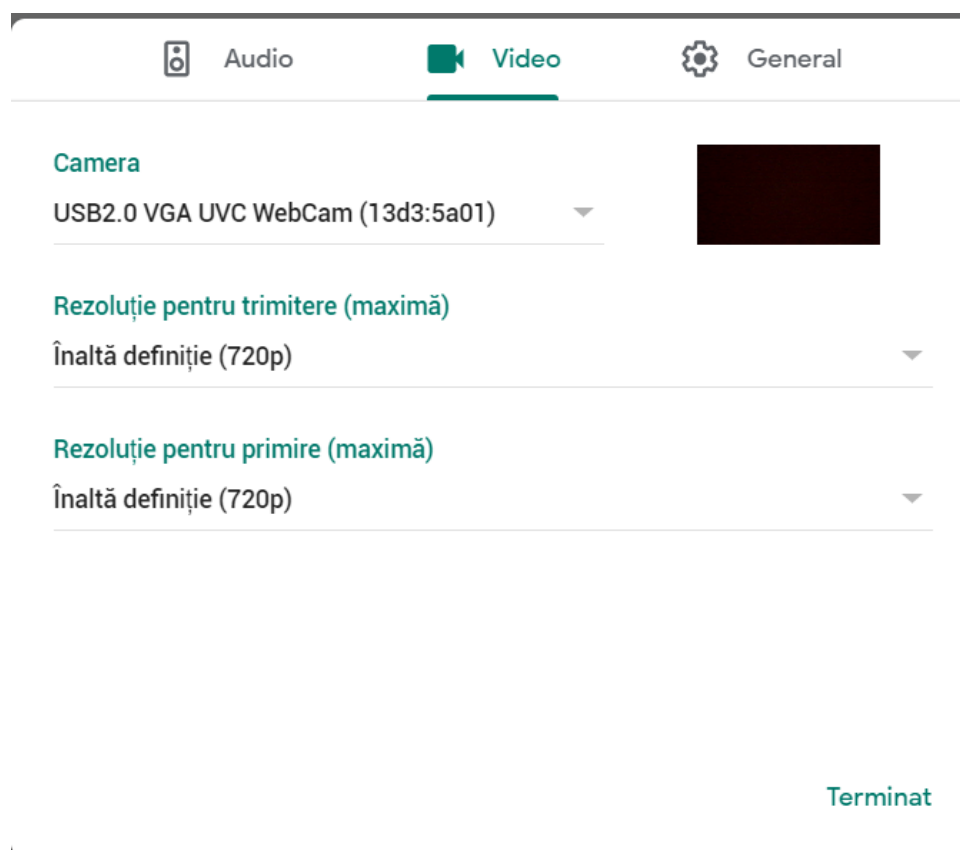 Audio Video General
Camera
USB2.0 VGA UVC WebCam (13d3:5a01)
Rezoluție pentru trimitere (maximă)
Înaltă definiție (720p)
Rezoluție pentru primire (maximă)
Înaltă definiție (720p)
Terminat